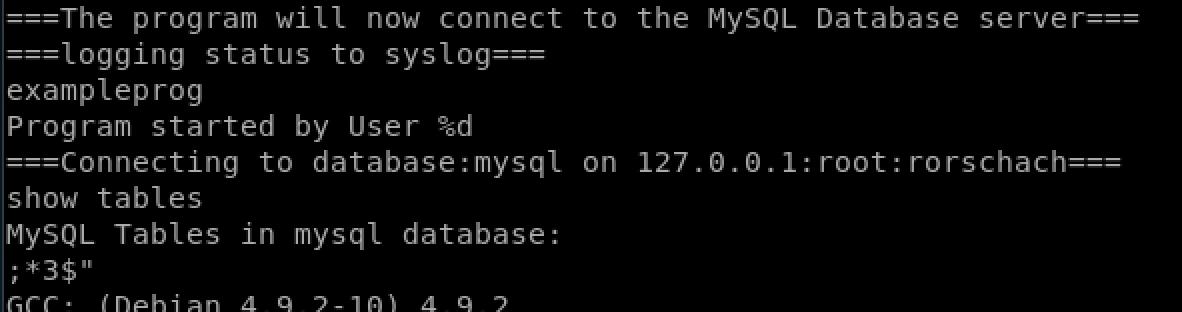 ===The program will now connect to the MySQL Database server===
===logging status to syslog===
exampleprog
Program started by User %d
===Connecting to database:mysql on 127.0.0.1:root:rorschach===
show tables
MySQL Tables in mysql database:
;*3$"
GCC: (Debian 4.9.2-10) 4.9.2